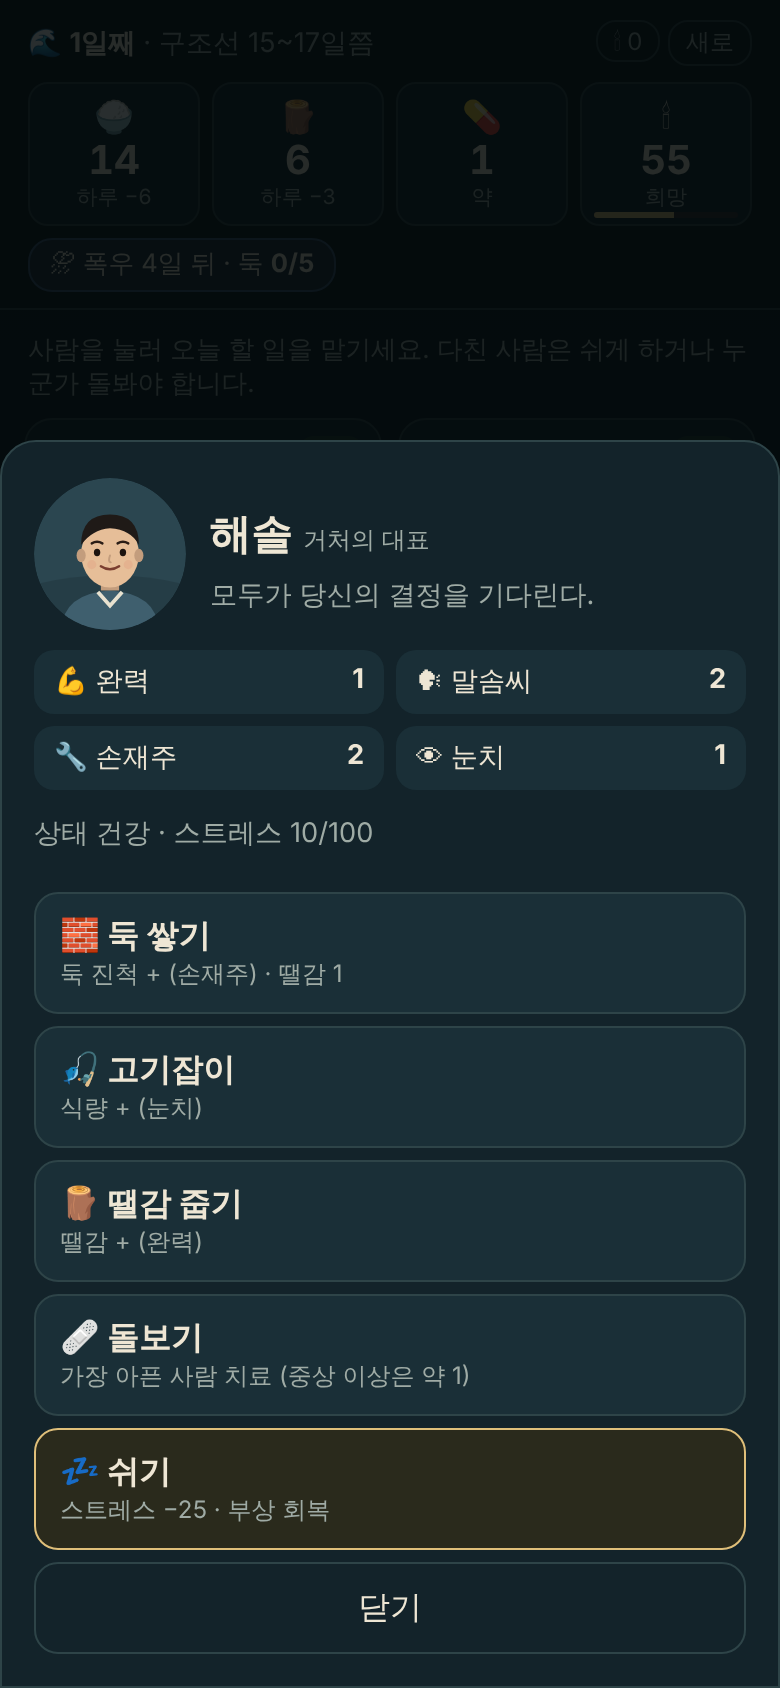 1일째 · 구조선 15~17일쯤
0
새로
14
하루 −6
6
하루 −3
1
약
55
희망
폭우 4일 뒤 · 둑 0/5
사람을 눌러 오늘 할 일을 맡기세요. 다친 사람은 쉬게 하거나 누
군가 돌봐야 합니다.
해솔 거처의 대표
모두가 당신의 결정을 기다린다.
완력 1
말솜씨 2
손재주 2
눈치 1
상태 건강 · 스트레스 10/100
둑 쌓기
둑 진척 + (손재주) · 땔감 1
고기잡이
식량 + (눈치)
땔감 줍기
땔감 + (완력)
돌보기
가장 아픈 사람 치료 (중상 이상은 약 1)
쉬기
스트레스 −25 · 부상 회복
닫기